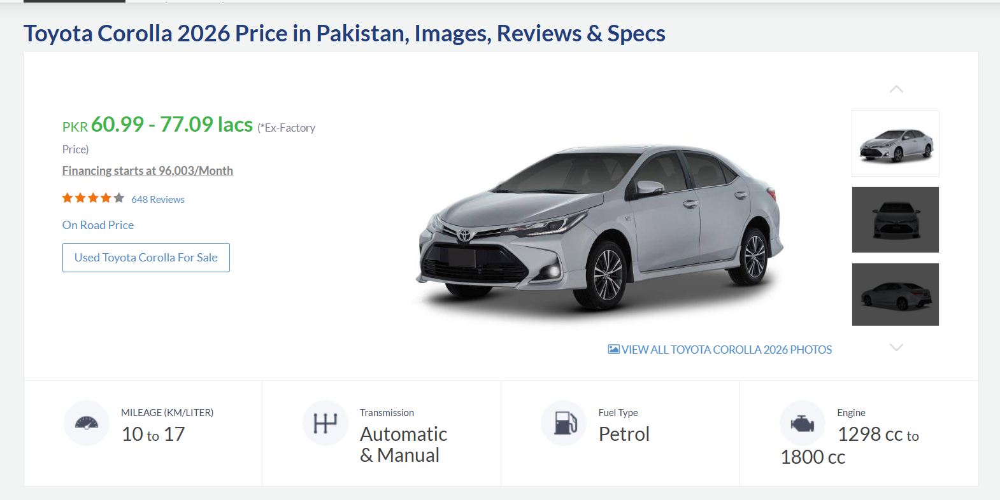 Toyota Corolla 2026 Price in Pakistan, Images, Reviews & Specs
PKR 60.99 - 77.09 lacs (*Ex-Factory
Price)
Financing starts at 96,003/Month
648 Reviews
On Road Price
Used Toyota Corolla For Sale
VIEW ALL TOYOTA COROLLA 2026 PHOTOS
MILEAGE (KM/LITER)
10 to 17
Transmission
Automatic
& Manual
Fuel Type
Petrol
Engine
1298 cc to
1800 cc